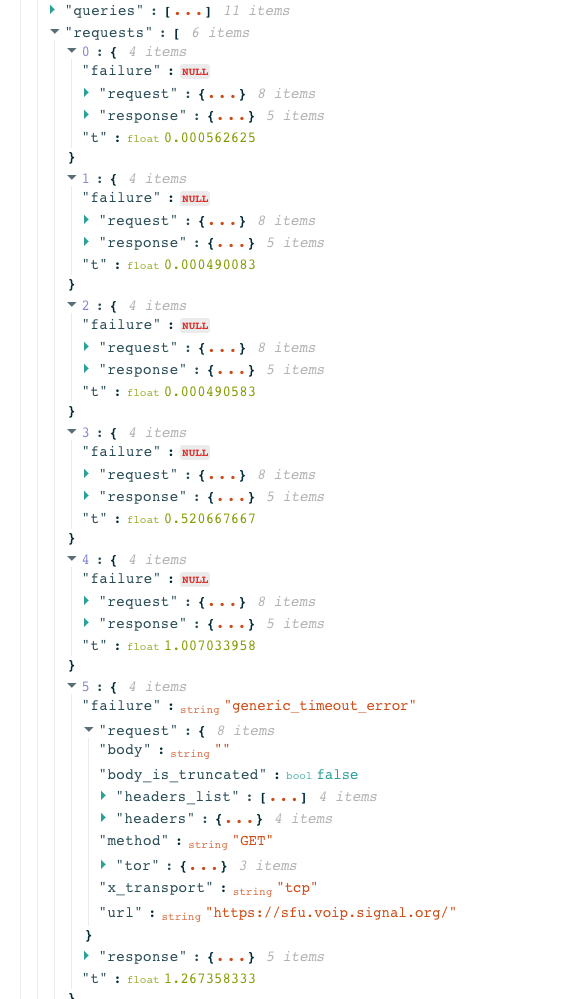 "queries" : [...] 11 items
"requests" : [ 6 items
0 : { 4 items
"failure" : NULL
"request" : {...} 8 items
"response" : {...} 5 items
"t" : float 0.000562625
}
1 : { 4 items
"failure" : NULL
"request" : {...} 8 items
"response" : {...} 5 items
"t" : float 0.000490083
}
2 : { 4 items
"failure" : NULL
"request" : {...} 8 items
"response" : {...} 5 items
"t" : float 0.000490583
}
3 : { 4 items
"failure" : NULL
"request" : {...} 8 items
"response" : {...} 5 items
"t" : float 0.520667667
}
4 : { 4 items
"failure" : NULL
"request" : {...} 8 items
"response" : {...} 5 items
"t" : float 1.007033958
}
5 : { 4 items
"failure" : string "generic_timeout_error"
"request" : { 8 items
"body" : string ""
"body_is_truncated" : bool false
"headers_list" : [...] 4 items
"headers" : {...} 4 items
"method" : string "GET"
"tor" : {...} 3 items
"x_transport" : string "tcp"
"url" : string "https://sfu.voip.signal.org/"
}
"response" : {...} 5 items
"t" : float 1.267358333
}